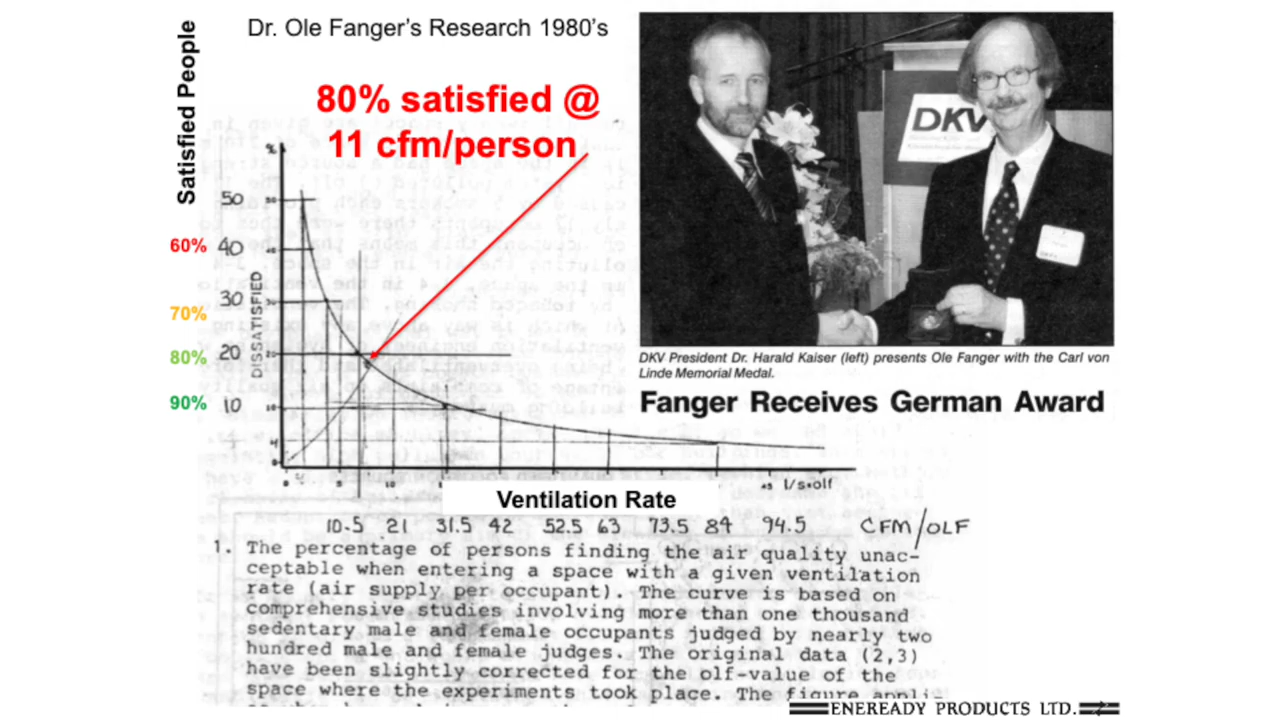 Dr. Ole Fanger's Research 1980's
Satisfied People
80% satisfied @
11 cfm/person
%
50
60%
40
30
70%
DISSATISFIED
80%
20
90%
10
5
10
45 l/s·olf
Ventilation Rate
10.5 21 31.5 42 52.5 63 73.5 84 94.5 CFM/OLF
1. The percentage of persons finding the air quality unac-
ceptable when entering a space with a given ventilation
rate (air supply per occupant). The curve is based on
comprehensive studies involving more than one thousand
sedentary male and female occupants judged by nearly two
hundred male and female judges. The original data (2,3)
have been slightly corrected for the olf-value of the
space where the experiments took place. The figure appli
DKV
DKV President Dr. Harald Kaiser (left) presents Ole Fanger with the Carl von
Linde Memorial Medal.
Fanger Receives German Award
ENEREADY PRODUCTS LTD.